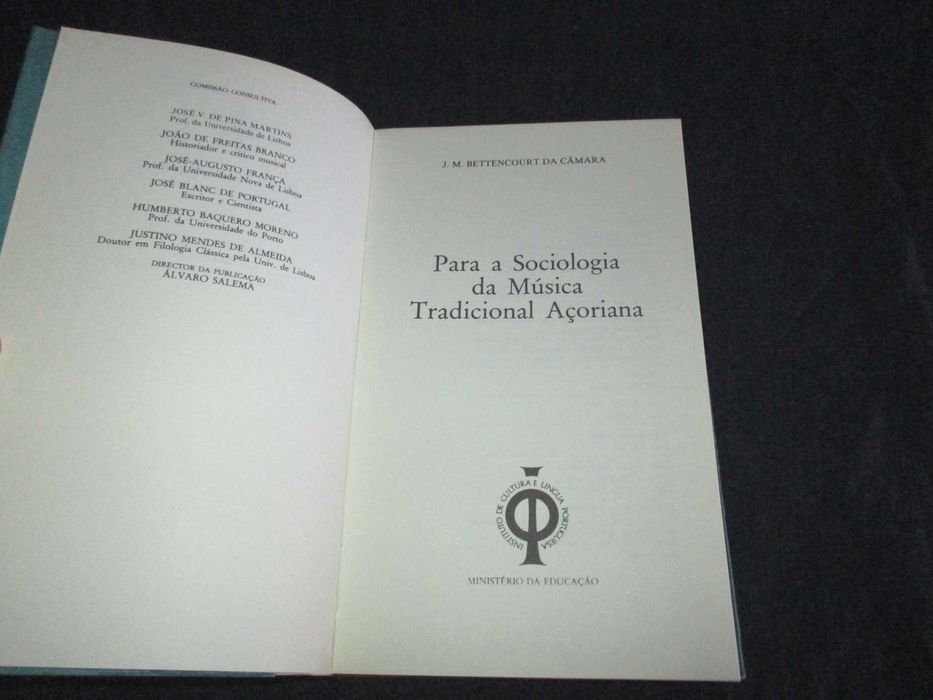 COMISSÃO CONSULTIVA
JOSÉ V. DE PINA MARTINS
Prof. da Universidade de Lisboa
JOÃO DE FREITAS BRANCO
Historiador e crítico musical
JOSÉ-AUGUSTO FRANÇA
Prof. da Universidade Nova de Lisboa
JOSÉ BLANC DE PORTUGAL
Escritor e Cientista
HUMBERTO BAQUERO MORENO
Prof. da Universidade do Porto
JUSTINO MENDES DE ALMEIDA
Doutor em Filologia Clássica pela Univ. de Lisboa
DIRECTOR DA PUBLICAÇÃO
ÁLVARO SALEMA
J. M. BETTENCOURT DA CÂMARA
Para a Sociologia
da Música
Tradicional Açoriana
INSTITUTO DE CULTURA E LÍNGUA PORTUGUESA
MINISTÉRIO DA EDUCAÇÃO